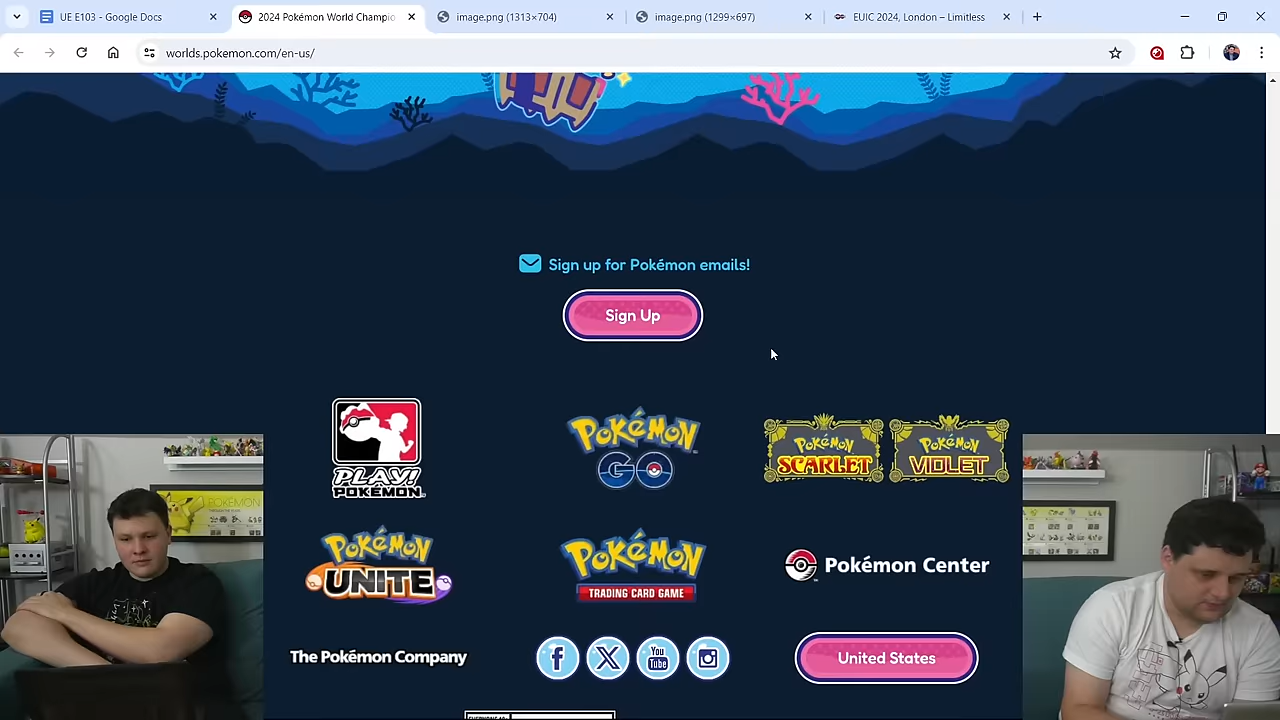 UE E103 - Google Docs
2024 Pokémon World Champio
image.png (1313×704)
image.png (1299×697)
EUIC 2024, London – Limitless
worlds.pokemon.com/en-us/
Sign up for Pokémon emails!
Sign Up
PLAY!
POKÉMON
POKÉMON
GO
POKÉMON
SCARLET
POKÉMON
VIOLET
POKÉMON
UNITE
POKÉMON
TRADING CARD GAME
Pokémon Center
The Pokémon Company
You
Tube
United States